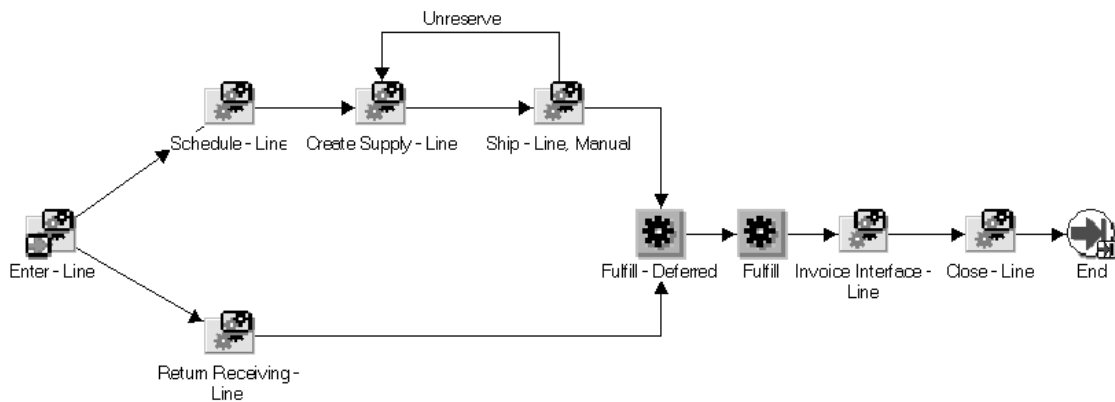 Unreserve
Schedule - Line
Create Supply - Line
Ship - Line, Manual
Enter - Line
Fulfill - Deferred
Fulfill
Invoice Interface -
Line
Close - Line
End
Return Receiving -
Line